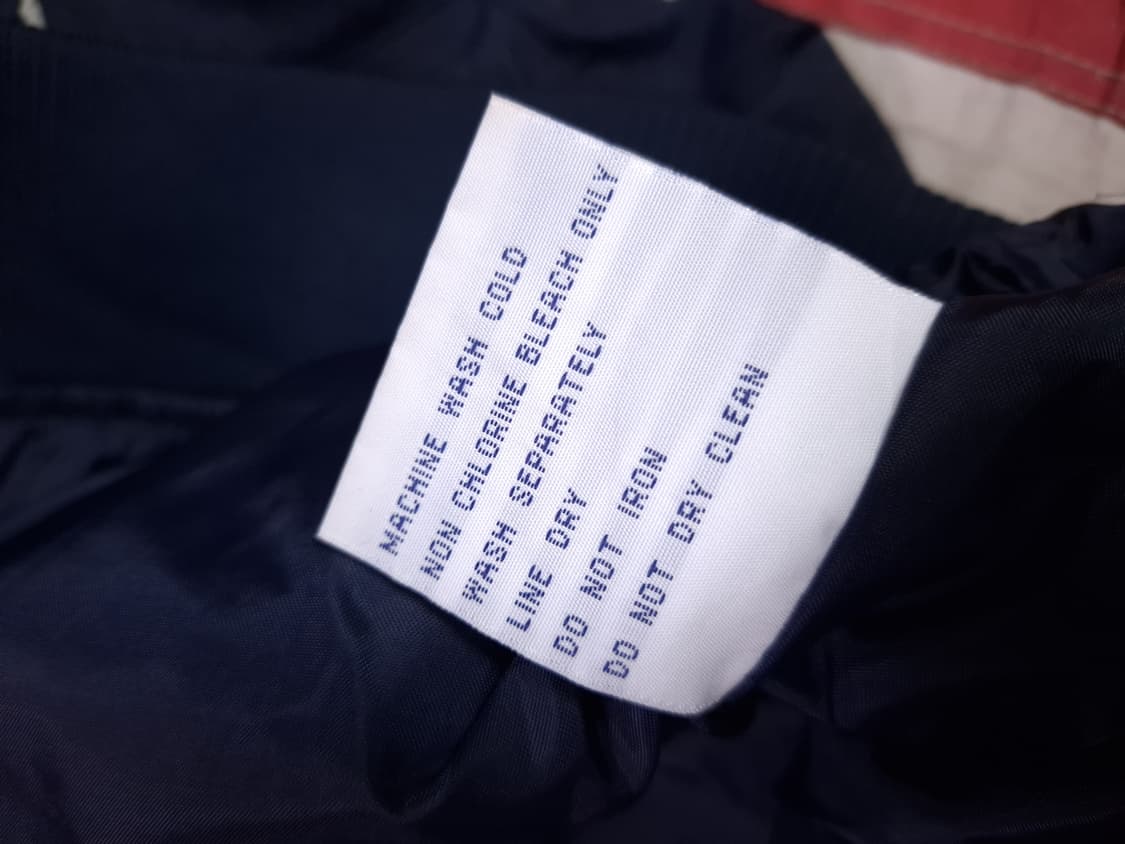 MACHINE WASH COLD
NON CHLORINE BLEACH ONLY
WASH SEPARATELY
LINE DRY
DO NOT IRON
DO NOT DRY CLEAN